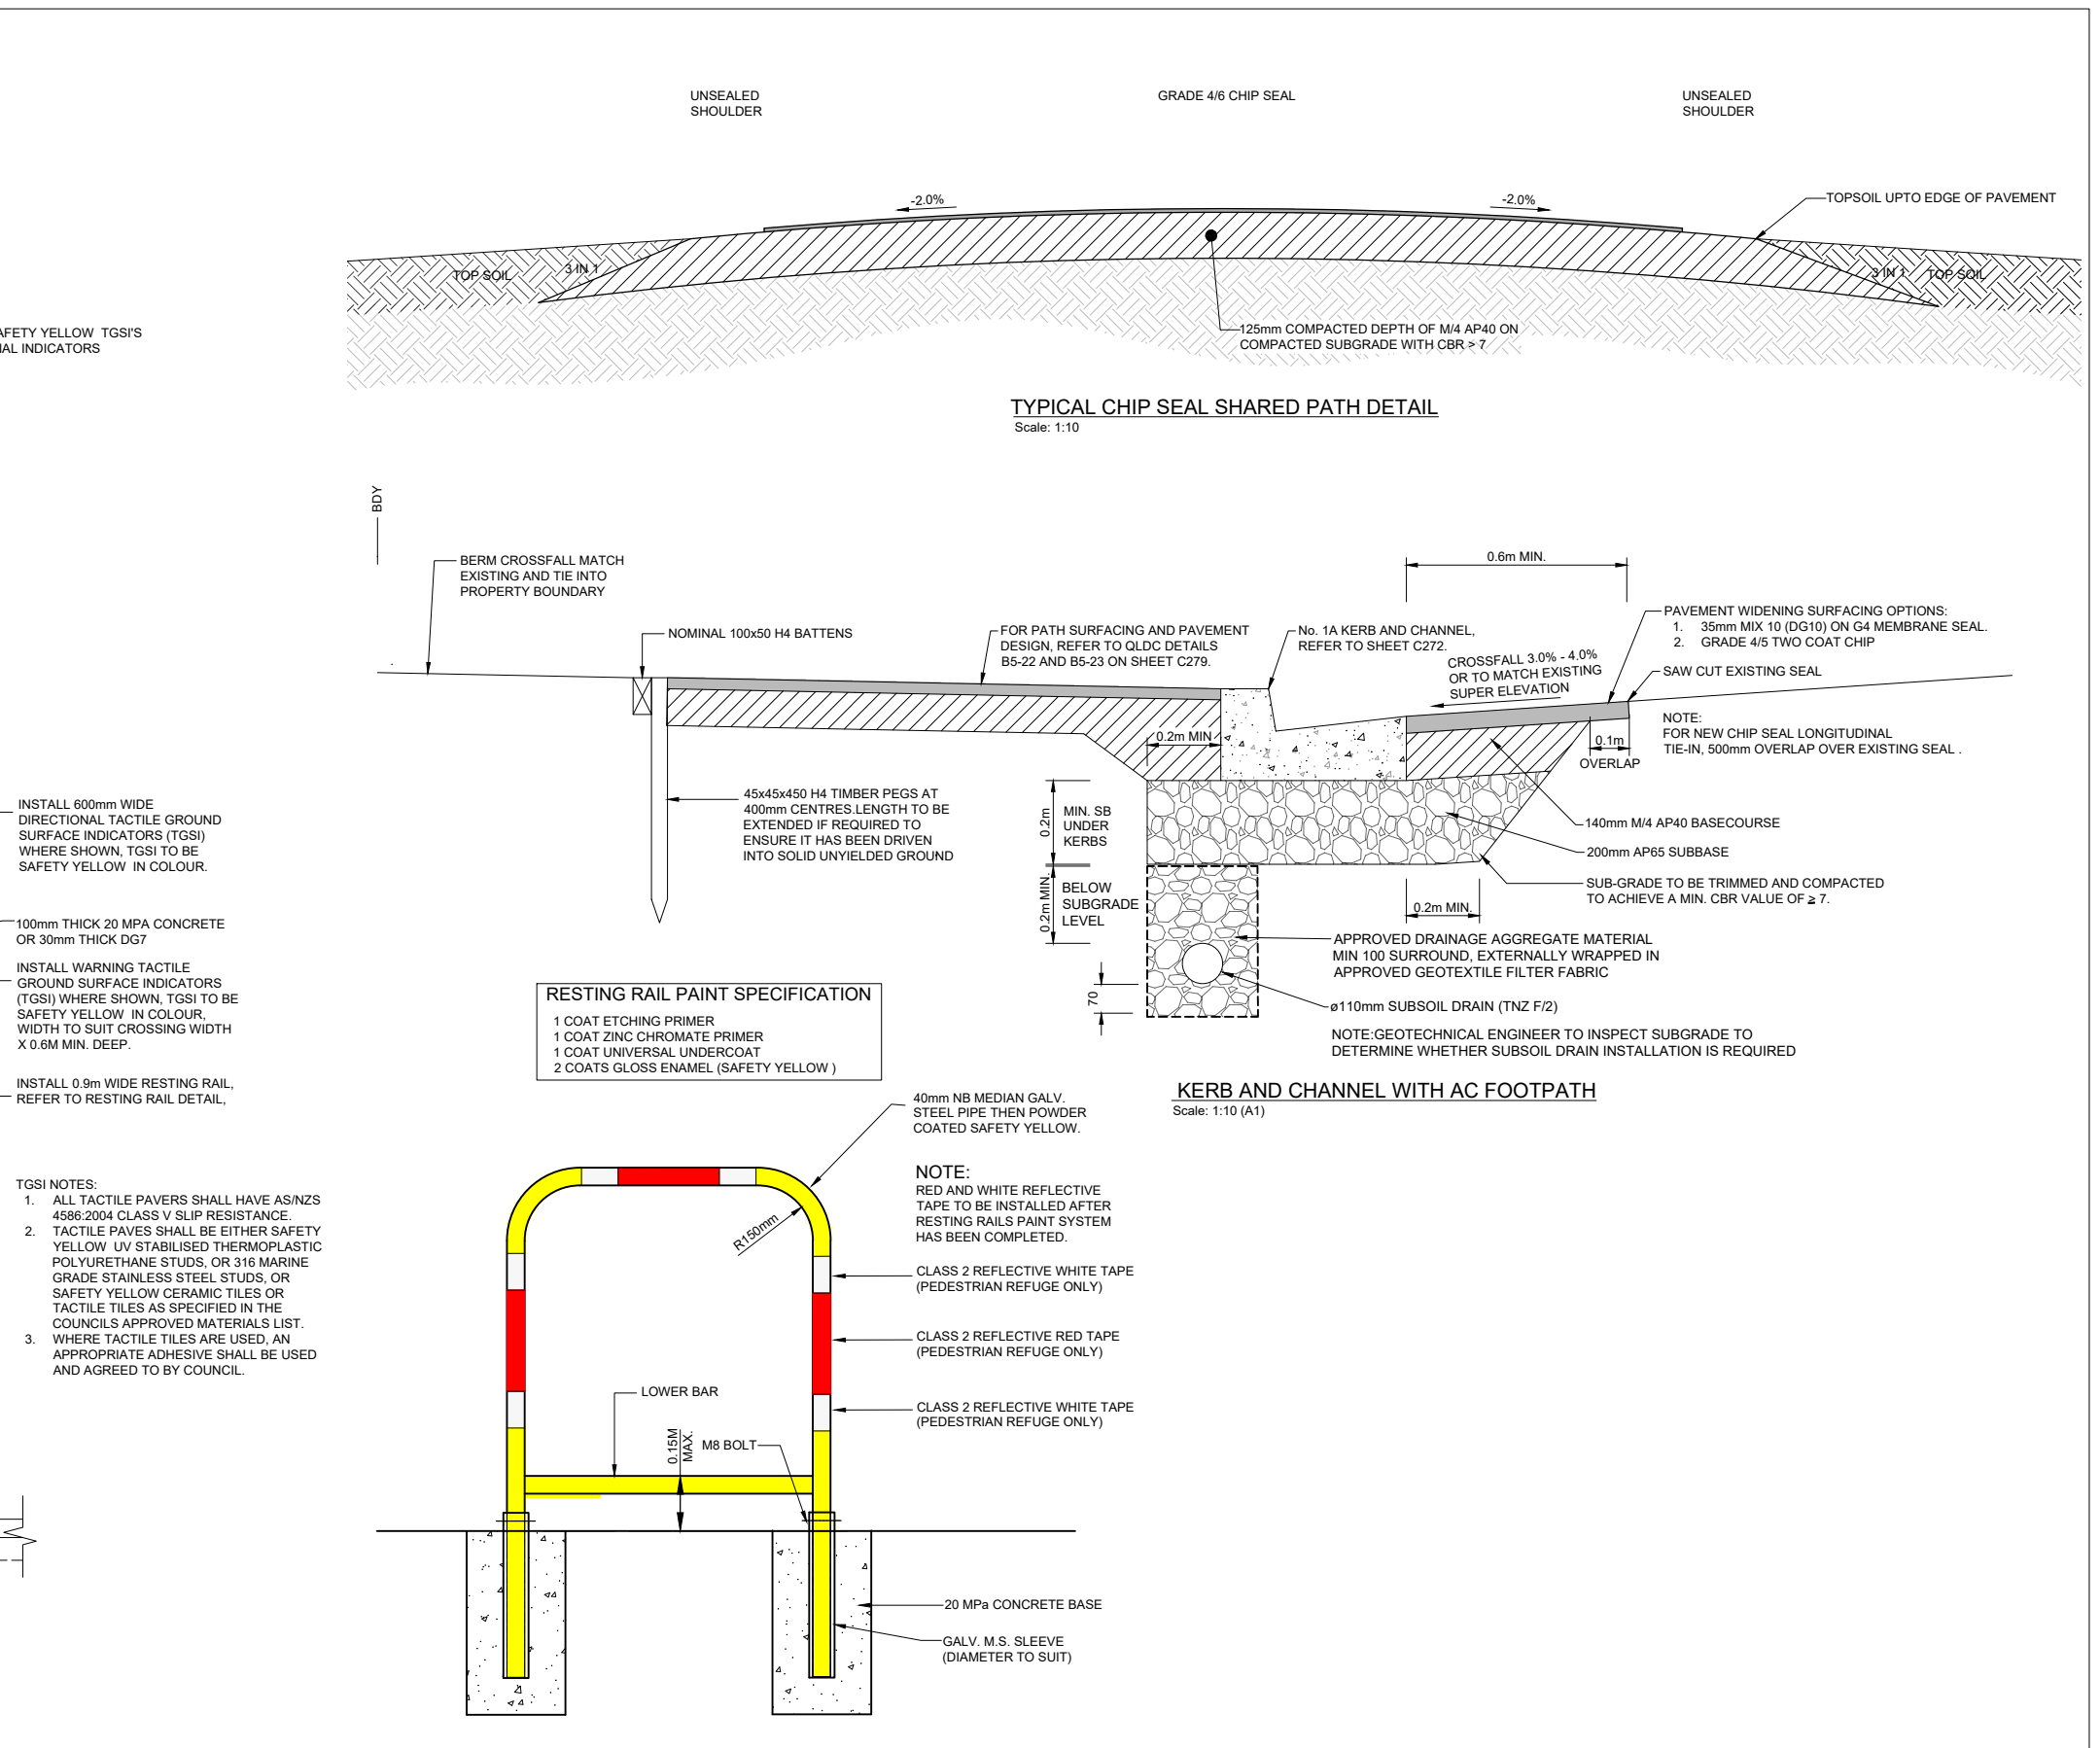 UNSEALED
SHOULDER
GRADE 4/6 CHIP SEAL
UNSEALED
SHOULDER
-2.0%
-2.0%
TOPSOIL UPTO EDGE OF PAVEMENT
TOP SOIL
3 IN 1
3 IN 1
TOP SOIL
125mm COMPACTED DEPTH OF M/4 AP40 ON
COMPACTED SUBGRADE WITH CBR > 7
TYPICAL CHIP SEAL SHARED PATH DETAIL
Scale: 1:10
AFETY YELLOW TGSI'S
NAL INDICATORS
BDY
BERM CROSSFALL MATCH
EXISTING AND TIE INTO
PROPERTY BOUNDARY
NOMINAL 100x50 H4 BATTENS
FOR PATH SURFACING AND PAVEMENT
DESIGN, REFER TO QLDC DETAILS
B5-22 AND B5-23 ON SHEET C279.
No. 1A KERB AND CHANNEL,
REFER TO SHEET C272.
0.6m MIN.
CROSSFALL 3.0% - 4.0%
OR TO MATCH EXISTING
SUPER ELEVATION
PAVEMENT WIDENING SURFACING OPTIONS:
1. 35mm MIX 10 (DG10) ON G4 MEMBRANE SEAL.
2. GRADE 4/5 TWO COAT CHIP
SAW CUT EXISTING SEAL
NOTE:
FOR NEW CHIP SEAL LONGITUDINAL
TIE-IN, 500mm OVERLAP OVER EXISTING SEAL .
0.2m MIN
0.1m
OVERLAP
45x45x450 H4 TIMBER PEGS AT
400mm CENTRES.LENGTH TO BE
EXTENDED IF REQUIRED TO
ENSURE IT HAS BEEN DRIVEN
INTO SOLID UNYIELDED GROUND
0.2m
MIN. SB
UNDER
KERBS
0.2m MIN.
BELOW
SUBGRADE
LEVEL
70
140mm M/4 AP40 BASECOURSE
200mm AP65 SUBBASE
SUB-GRADE TO BE TRIMMED AND COMPACTED
TO ACHIEVE A MIN. CBR VALUE OF ≥ 7.
0.2m MIN.
APPROVED DRAINAGE AGGREGATE MATERIAL
MIN 100 SURROUND, EXTERNALLY WRAPPED IN
APPROVED GEOTEXTILE FILTER FABRIC
ø110mm SUBSOIL DRAIN (TNZ F/2)
NOTE:GEOTECHNICAL ENGINEER TO INSPECT SUBGRADE TO
DETERMINE WHETHER SUBSOIL DRAIN INSTALLATION IS REQUIRED
KERB AND CHANNEL WITH AC FOOTPATH
Scale: 1:10 (A1)
INSTALL 600mm WIDE
DIRECTIONAL TACTILE GROUND
SURFACE INDICATORS (TGSI)
WHERE SHOWN, TGSI TO BE
SAFETY YELLOW IN COLOUR.
100mm THICK 20 MPA CONCRETE
OR 30mm THICK DG7
INSTALL WARNING TACTILE
GROUND SURFACE INDICATORS
(TGSI) WHERE SHOWN, TGSI TO BE
SAFETY YELLOW IN COLOUR,
WIDTH TO SUIT CROSSING WIDTH
X 0.6M MIN. DEEP.
INSTALL 0.9m WIDE RESTING RAIL,
REFER TO RESTING RAIL DETAIL,
TGSI NOTES:
1. ALL TACTILE PAVERS SHALL HAVE AS/NZS
4586:2004 CLASS V SLIP RESISTANCE.
2. TACTILE PAVES SHALL BE EITHER SAFETY
YELLOW UV STABILISED THERMOPLASTIC
POLYURETHANE STUDS, OR 316 MARINE
GRADE STAINLESS STEEL STUDS, OR
SAFETY YELLOW CERAMIC TILES OR
TACTILE TILES AS SPECIFIED IN THE
COUNCILS APPROVED MATERIALS LIST.
3. WHERE TACTILE TILES ARE USED, AN
APPROPRIATE ADHESIVE SHALL BE USED
AND AGREED TO BY COUNCIL.
RESTING RAIL PAINT SPECIFICATION
1 COAT ETCHING PRIMER
1 COAT ZINC CHROMATE PRIMER
1 COAT UNIVERSAL UNDERCOAT
2 COATS GLOSS ENAMEL (SAFETY YELLOW )
40mm NB MEDIAN GALV.
STEEL PIPE THEN POWDER
COATED SAFETY YELLOW.
NOTE:
RED AND WHITE REFLECTIVE
TAPE TO BE INSTALLED AFTER
RESTING RAILS PAINT SYSTEM
HAS BEEN COMPLETED.
R150mm
CLASS 2 REFLECTIVE WHITE TAPE
(PEDESTRIAN REFUGE ONLY)
CLASS 2 REFLECTIVE RED TAPE
(PEDESTRIAN REFUGE ONLY)
CLASS 2 REFLECTIVE WHITE TAPE
(PEDESTRIAN REFUGE ONLY)
LOWER BAR
0.15M
MAX.
M8 BOLT
20 MPa CONCRETE BASE
GALV. M.S. SLEEVE
(DIAMETER TO SUIT)